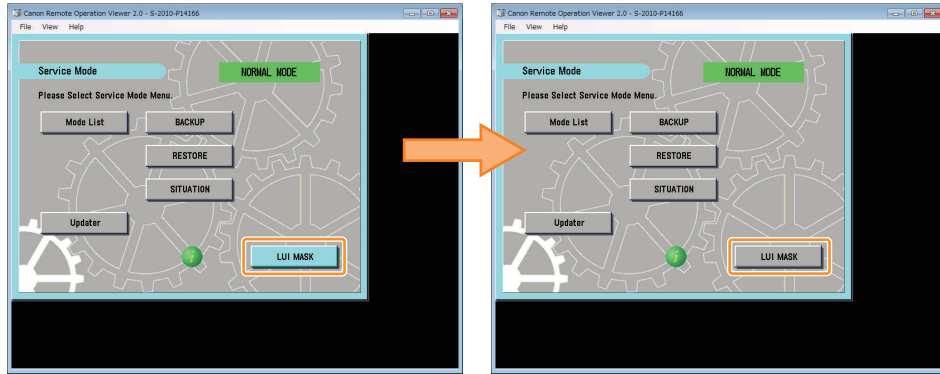 Canon Remote Operation Viewer 2.0 - S-2010-P14166
File View Help
Service Mode
NORMAL MODE
Please Select Service Mode Menu.
Mode List
BACKUP
RESTORE
SITUATION
Updater
i
LUI MASK
Canon Remote Operation Viewer 2.0 - S-2010-P14166
File View Help
Service Mode
NORMAL MODE
Please Select Service Mode Menu.
Mode List
BACKUP
RESTORE
SITUATION
Updater
i
LUI MASK